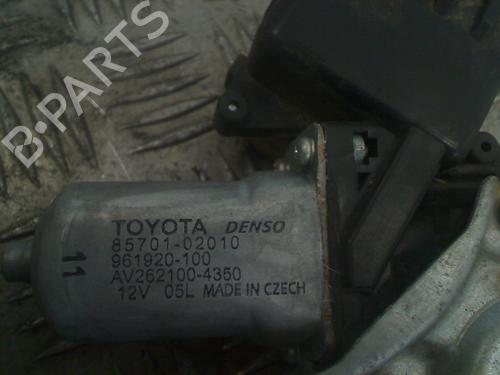 B-PARTS
TOYOTA DENSO
85701-02010
961920-100
AV262100-4350
12V 05L MADE IN CZECH
11